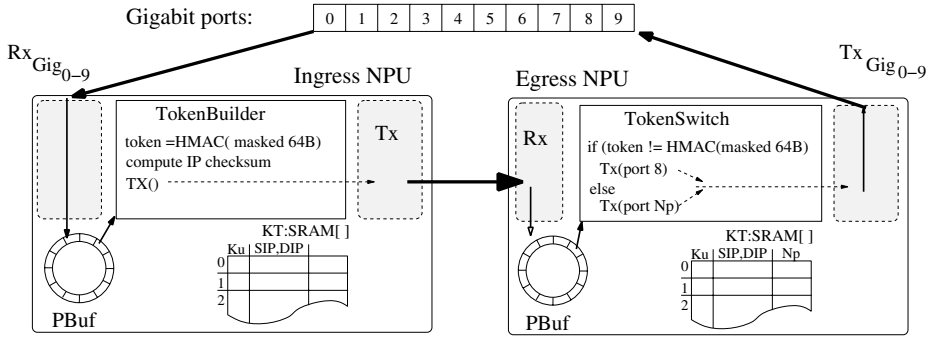 Gigabit ports: 0 1 2 3 4 5 6 7 8 9
Rx Gig0−9
Tx Gig0−9
Ingress NPU
TokenBuilder
token =HMAC( masked 64B)
compute IP checksum
TX()
Tx
KT:SRAM[ ]
Ku SIP,DIP
0
1
2
PBuf
Egress NPU
Rx
TokenSwitch
if (token != HMAC(masked 64B)
Tx(port 8)
else
Tx(port Np)
KT:SRAM[ ]
Ku SIP,DIP Np
0
1
2
PBuf